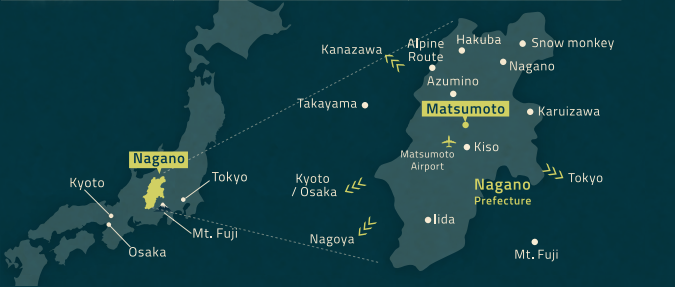 Nagano
Kyoto
Tokyo
Mt. Fuji
Osaka
Kanazawa
Alpine
Route
Hakuba
Snow monkey
Nagano
Azumino
Takayama
Matsumoto
Karuizawa
Kiso
Matsumoto
Airport
Kyoto
/ Osaka
Nagano
Prefecture
Tokyo
Iida
Nagoya
Mt. Fuji